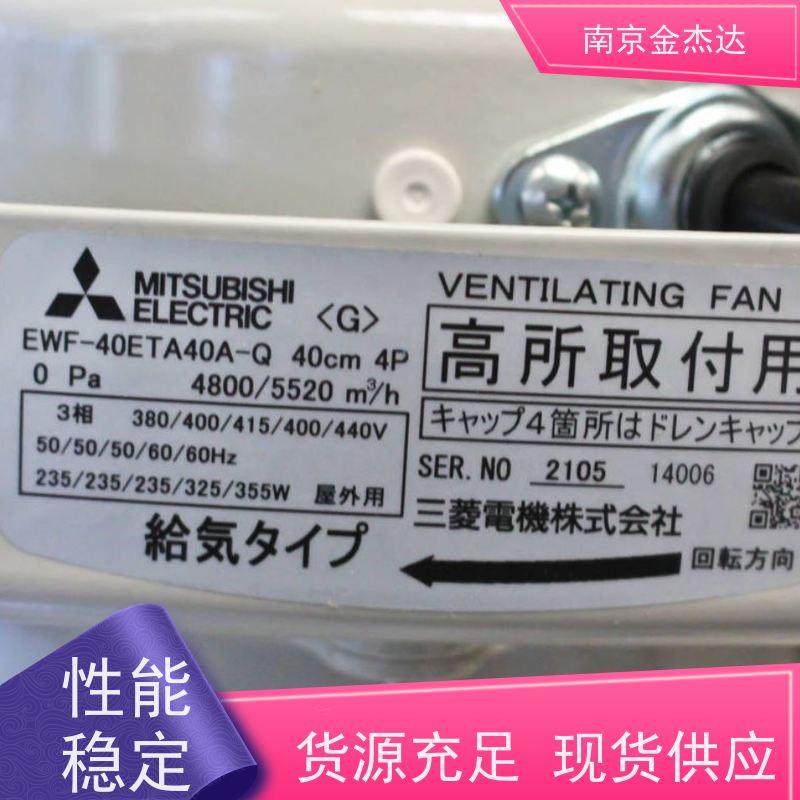 南京金杰达
MITSUBISHI
ELECTRIC <G>
EWF-40ETA40A-Q 40cm 4P
0 Pa 4800/5520 m³/h
3相 380/400/415/400/440V
50/50/50/60/60Hz
235/235/235/325/355W 屋外用
給気タイプ
VENTILATING FAN
高所取付用
キャップ4箇所はドレンキャップ
SER.NO 2105 14006
三菱電機株式会社
回転方向
性能
稳定
货源充足 现货供应